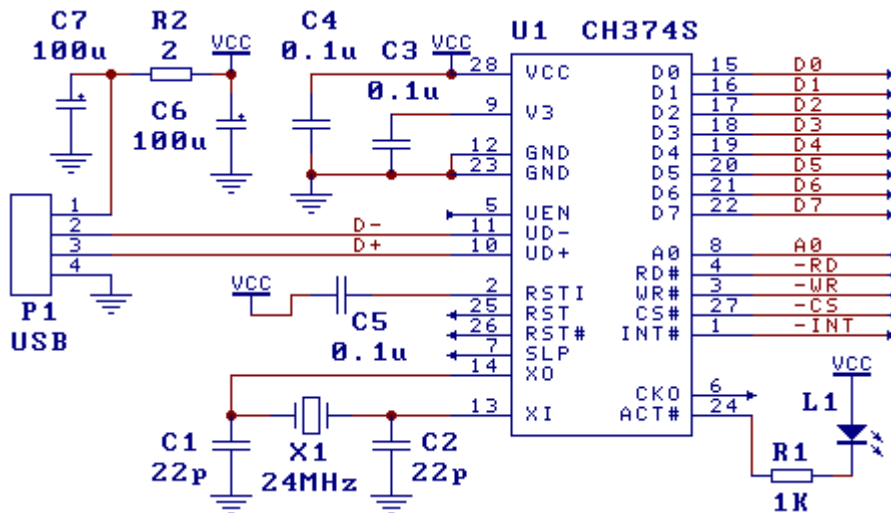 C7
100u
R2
2
VCC
C6
100u
C4
0.1u
C3
0.1u
VCC
U1 CH374S
28 VCC
9 V3
12 GND
23 GND
5 UEN
11 UD-
10 UD+
2 RSTI
25 RST
26 RST#
7 SLP
14 XO
13 XI
D0 15 D0
D1 16 D1
D2 17 D2
D3 18 D3
D4 19 D4
D5 20 D5
D6 21 D6
D7 22 D7
A0 8 A0
RD# 4 -RD
WR# 3 -WR
CS# 27 -CS
INT# 1 -INT
CKO 6
ACT# 24
1
2
3
4
D-
D+
P1
USB
VCC
C5
0.1u
C1
22p
X1
24MHz
C2
22p
VCC
L1
R1
1K